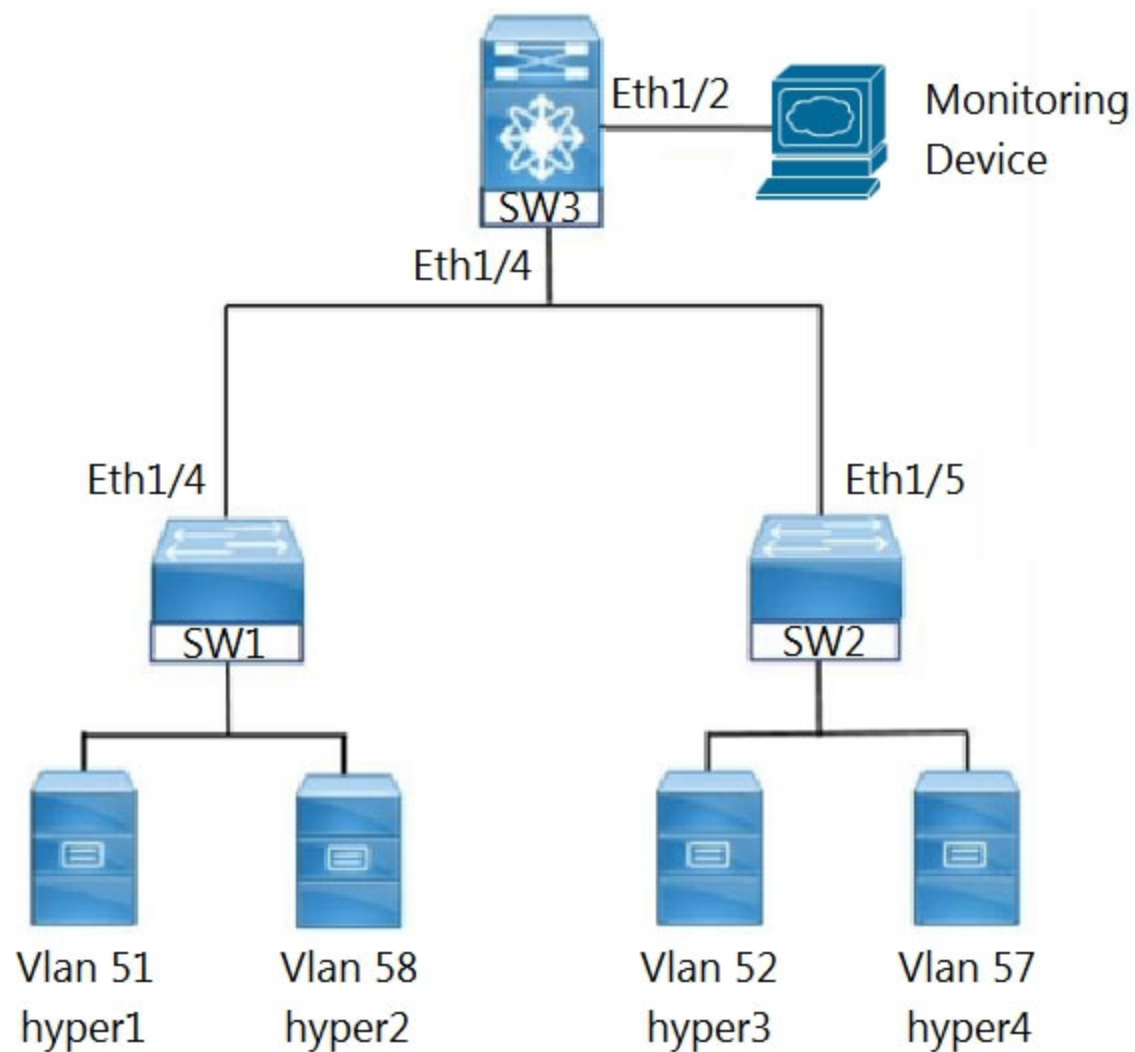 Eth1/2
Monitoring
Device
SW3
Eth1/4
Eth1/4
Eth1/5
SW1
SW2
Vlan 51
hyper1
Vlan 58
hyper2
Vlan 52
hyper3
Vlan 57
hyper4